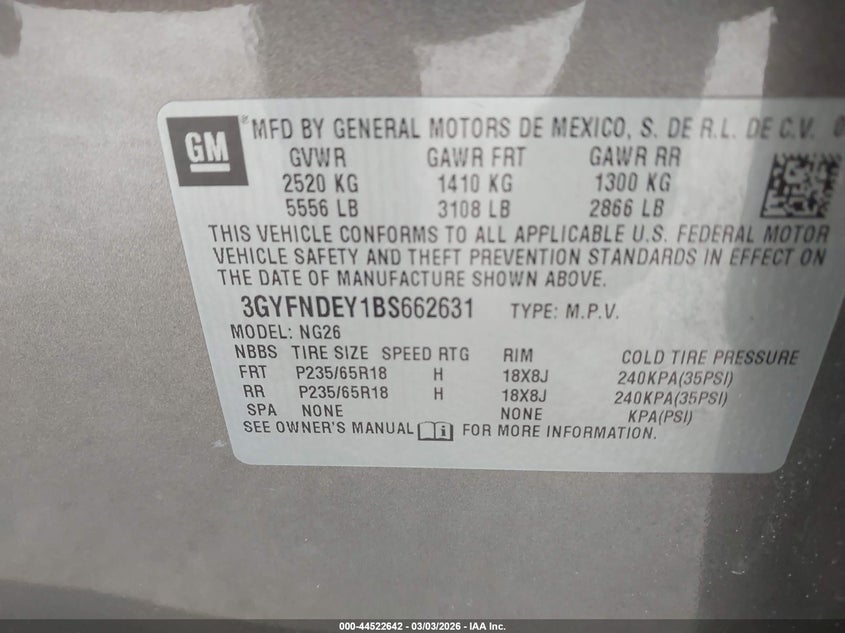 GM ® MFD BY GENERAL MOTORS DE MEXICO, S. DE R.L. DE C.V.
GVWR GAWR FRT GAWR RR
2520 KG 1410 KG 1300 KG
5556 LB 3108 LB 2866 LB
THIS VEHICLE CONFORMS TO ALL APPLICABLE U.S. FEDERAL MOTOR
VEHICLE SAFETY AND THEFT PREVENTION STANDARDS IN EFFECT ON
THE DATE OF MANUFACTURE SHOWN ABOVE.
3GYFNDEY1BS662631 TYPE: M.P.V.
MODEL: NG26
NBBS TIRE SIZE SPEED RTG RIM COLD TIRE PRESSURE
FRT P235/65R18 H 18X8J 240KPA(35PSI)
RR P235/65R18 H 18X8J 240KPA(35PSI)
SPA NONE NONE KPA(PSI)
SEE OWNER'S MANUAL FOR MORE INFORMATION.
000-44522642 - 03/03/2026 - IAA Inc.